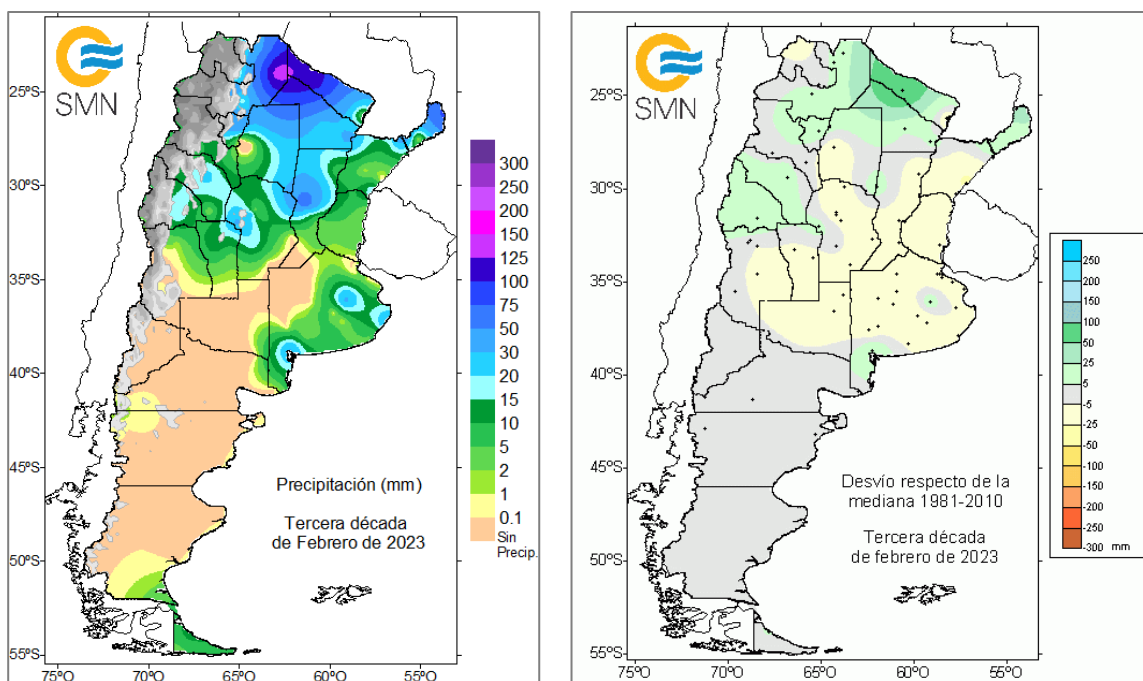 SMN
25ºS
30ºS
35ºS
40ºS
45ºS
50ºS
55ºS
75ºO
70ºO
65ºO
60ºO
55ºO
300
250
200
150
125
100
75
50
30
20
15
10
5
2
1
0.1
Sin
Precip.
Precipitación (mm)
Tercera década
de Febrero de 2023
SMN
25ºS
30ºS
35ºS
40ºS
45ºS
50ºS
55ºS
75ºO
70ºO
65ºO
60ºO
55ºO
250
200
150
100
50
25
5
-5
-25
-50
-100
-150
-200
-250
-300 mm
Desvío respecto de la
mediana 1981-2010
Tercera década
de febrero de 2023